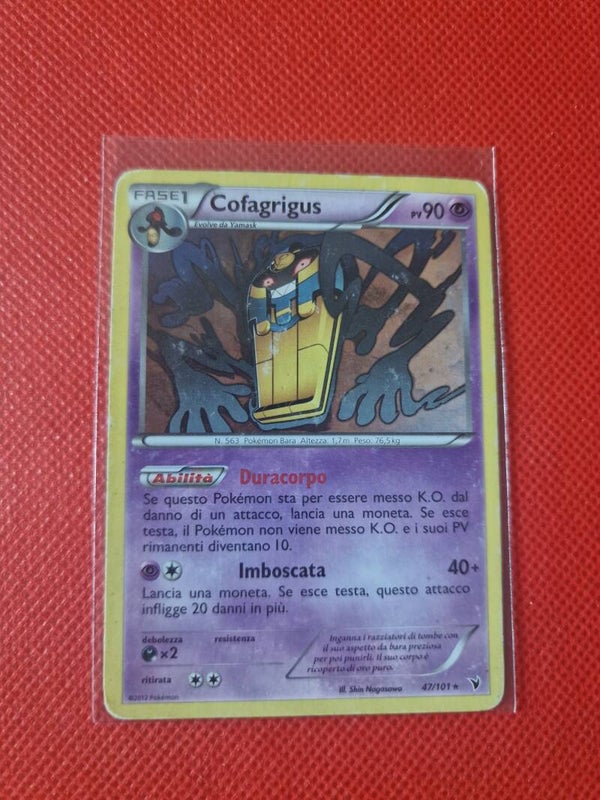 FASE1
Cofagrigus
PV90
Evolve da Yamask
N. 563 Pokémon Bara Altezza: 1,7m Peso: 76,5kg
Abilità Duracorpo
Se questo Pokémon sta per essere messo K.O. dal
danno di un attacco, lancia una moneta. Se esce
testa, il Pokémon non viene messo K.O. e i suoi PV
rimanenti diventano 10.
Imboscata 40+
Lancia una moneta. Se esce testa, questo attacco
infligge 20 danni in più.
debolezza resistenza
×2
ritirata
Inganna i razziatori di tombe con
il suo aspetto da bara preziosa
per poi punirli. Il suo corpo è
ricoperto di oro puro.
Ill. Shin Nagasawa 47/101 ★
©2012 Pokémon